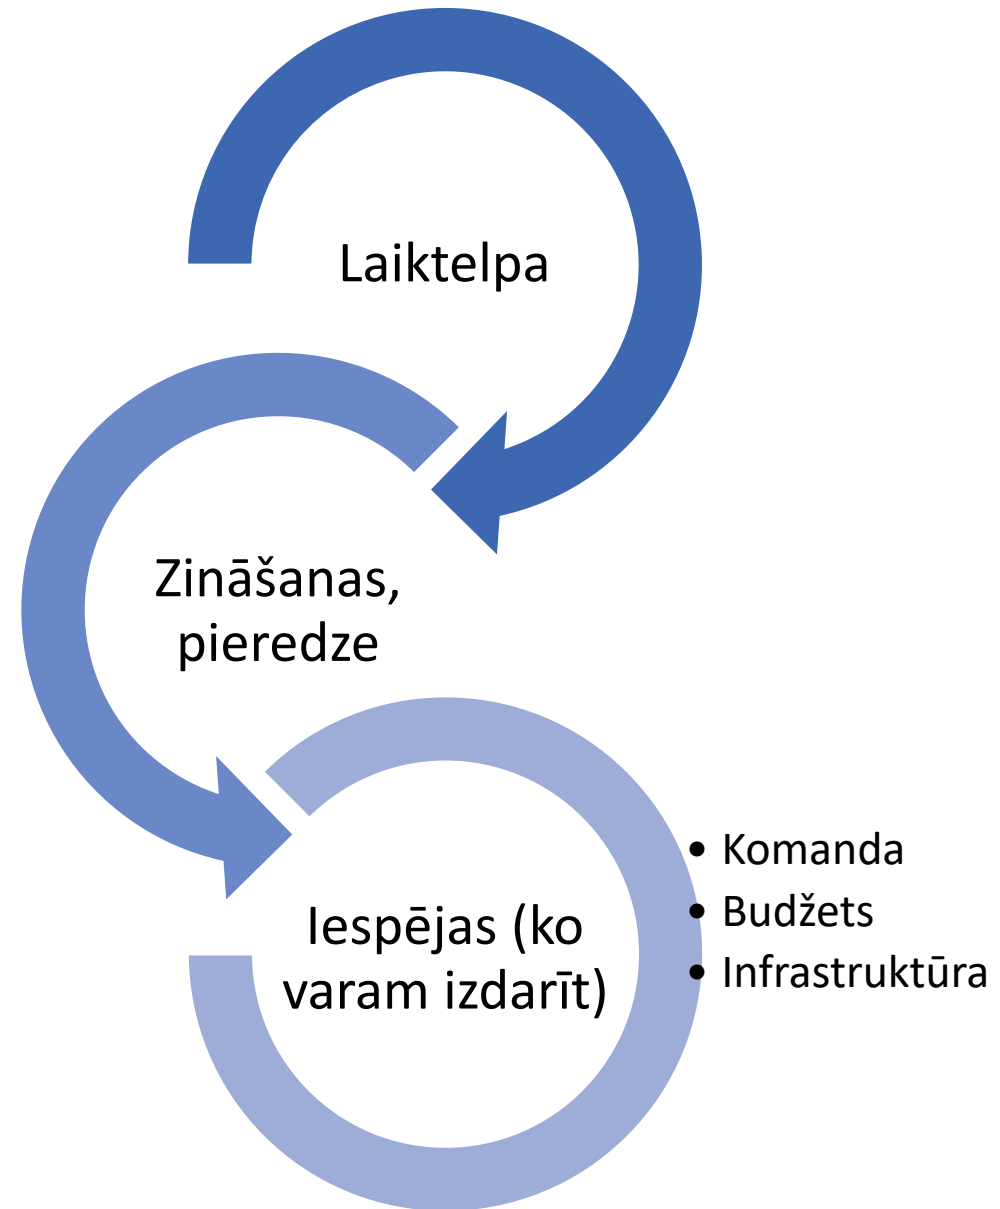 Laiktelpa
Zināšanas,
pieredze
Iespējas (ko
varam izdarīt)
• Komanda
• Budžets
• Infrastruktūra